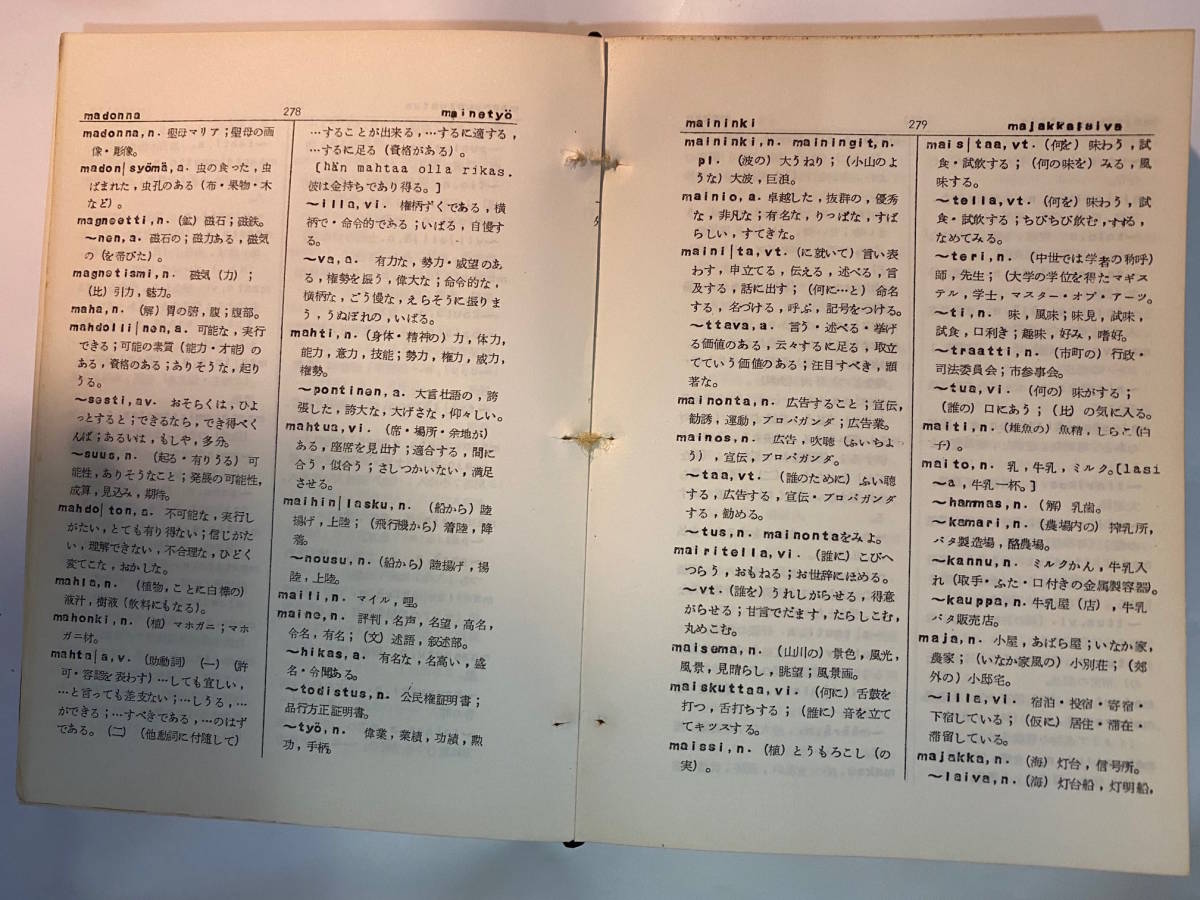 madonna
278
mainetyö
madonna, n. 聖母マリア；聖母の画
像・彫像。
madon|syömä, a. 虫の食った，虫
ばまれた，虫孔のある（布・果物・木
など）。
magneetti, n. （鉱）磁石；磁鉄。
～nen, a. 磁石の；磁力ある，磁気
の（を帯びた）。
magnetismi, n. 磁気（力）；
（比）引力，魅力。
maha, n. （解）胃の腑，腹；腹部。
mahdolli|nen, a. 可能な，実行
できる；可能の素質（能力・才能）の
ある，資格のある；ありそうな，起り
うる。
～sesti, av. おそらくは，ひよ
っとすると；できるなら，でき得べく
んば；あるいは，もしや，多分。
～suus, n. （起る・有りうる）可
能性，ありそうなこと；発展の可能性，
成算，見込み，期待。
mahdo|ton, a. 不可能な，実行し
がたい，とても有り得ない；信じがた
い，理解できない，不合理な，ひどく
変てこな，おかしな。
mahla, n. （植物，ことに白樺の）
液汁，樹液（飲料にもなる）。
mahonki, n. （植）マホガニ；マホ
ガニ材。
mahta|a, v. （助動詞）（一）（許
可・容認を表わす）…しても宜しい，
…と言っても差支ない；…しうる，…
ができる；…すべきである，…のはず
である。（二）（他動詞に付随して）
…することが出来る，…するに適する，
…するに足る（資格がある）。
[hän mahtaa olla rikas.
彼は金持ちであり得る。]
～illa, vi. 権柄ずくである，横
柄で・命令的である；いばる，自慢す
る。
～va, a. 有力な，勢力・威望のあ
る，権勢を振う，偉大な；命令的な，
横柄な，ごう慢な，えらそうに振りま
う，うぬぼれの，いばる。
mahti, n. （身体・精神の）力，体力，
能力，意力，技能；勢力，権力，威力，
権勢。
～pontinen, a. 大言壮語の，誇
張した，誇大な，大げさな，仰々しい。
mahtua, vi. （席・場所・余地が）
ある，座席を見出す；適合する，間に
合う，似合う；さしつかいない，満足
させる。
maihin|lasku, n. （船から）陸
揚げ，上陸；（飛行機から）着陸，降
着。
～nousu, n. （船から）陸揚げ，揚
陸，上陸。
maili, n. マイル，哩。
maine, n. 評判，名声，名望，高名，
令名，有名；（文）述語，叙述部。
～hikas, a. 有名な，名高い，盛
名・令聞ある。
～todistus, n. 公民権証明書；
品行方正証明書。
～työ, n. 偉業，業績，功績，勲
功，手柄。
maininki
279
majakkalaiva
maininki, n. mainingit, n.
pl. （波の）大うねり；（小山のよ
うな）大波，巨浪。
mainio, a. 卓越した，抜群の，優秀
な，非凡な；有名な，りっぱな，すば
らしい，すてきな。
maini|ta, vt. （に就いて）言い表
わす，申立てる，伝える，述べる，言
及する，話に出す；（何に…と）命名
する，名づける，呼ぶ，記号をつける。
～ttava, a. 言う・述べる・挙げ
る価値のある，云々するに足る，取立
てていう価値のある；注目すべき，顕
著な。
mainonta, n. 広告すること；宣伝，
勧誘，運動，プロパガンダ；広告業。
mainos, n. 広告，吹聴（ふいちょ
う），宣伝，プロパガンダ。
～taa, vt. （誰のために）ふい聴
する，広告する，宣伝・プロパガンダ
する，勧める。
～tus, n. mainontaをみよ。
mairitella, vi. （誰に）こびへ
つらう，おもねる；お世辞にほめる。
～vt.（誰を）うれしがらせる，得意
がらせる；甘言でだます，たらしこむ，
丸めこむ。
maisema, n. （山川の）景色，風光，
風景，見晴らし，眺望；風景画。
maiskuttaa, vi. （何に）舌鼓を
打つ，舌打ちする；（誰に）音を立て
てキッスする。
maissi, n. （植）とうもろこし（の
実）。
mais|taa, vt. （何を）味わう，試
食・試飲する；（何の味を）みる，風
味する。
～tella, vt. （何を）味わう，試
食・試飲する；ちびちび飲む，すする，
なめてみる。
～teri, n. （中世では学者の称呼）
師，先生；（大学の学位を得たマギス
テル，学士，マスター・オブ・アーツ。
～ti, n. 味，風味；味見，試味，
試食，口利き；趣味，好み，嗜好。
～traatti, n. （市町の）行政・
司法委員会；市参事会。
～tua, vi. （何の）味がする；
（誰の）口にあう；（比）の気に入る。
maiti, n. （雄魚の）魚精，しらこ（白
子）。
maito, n. 乳，牛乳，ミルク。[lasi
～a，牛乳一杯。]
～hammas, n. （解）乳歯。
～kamari, n. （農場内の）搾乳所，
バタ製造場，酪農場。
～kannu, n. ミルクかん，牛乳入
れ（取手・ふた・口付きの金属製容器）。
～kauppa, n. 牛乳屋（店），牛乳
バタ販売店。
maja, n. 小屋，あばら屋；いなか家，
農家；（いなか家風の）小別荘；（郊
外の）小邸宅。
～illa, vi. 宿泊・投宿・寄宿・
下宿している；（仮に）居住・滞在・
滞留している。
majakka, n. （海）灯台，信号所。
～laiva, n. （海）灯台船，灯明船，